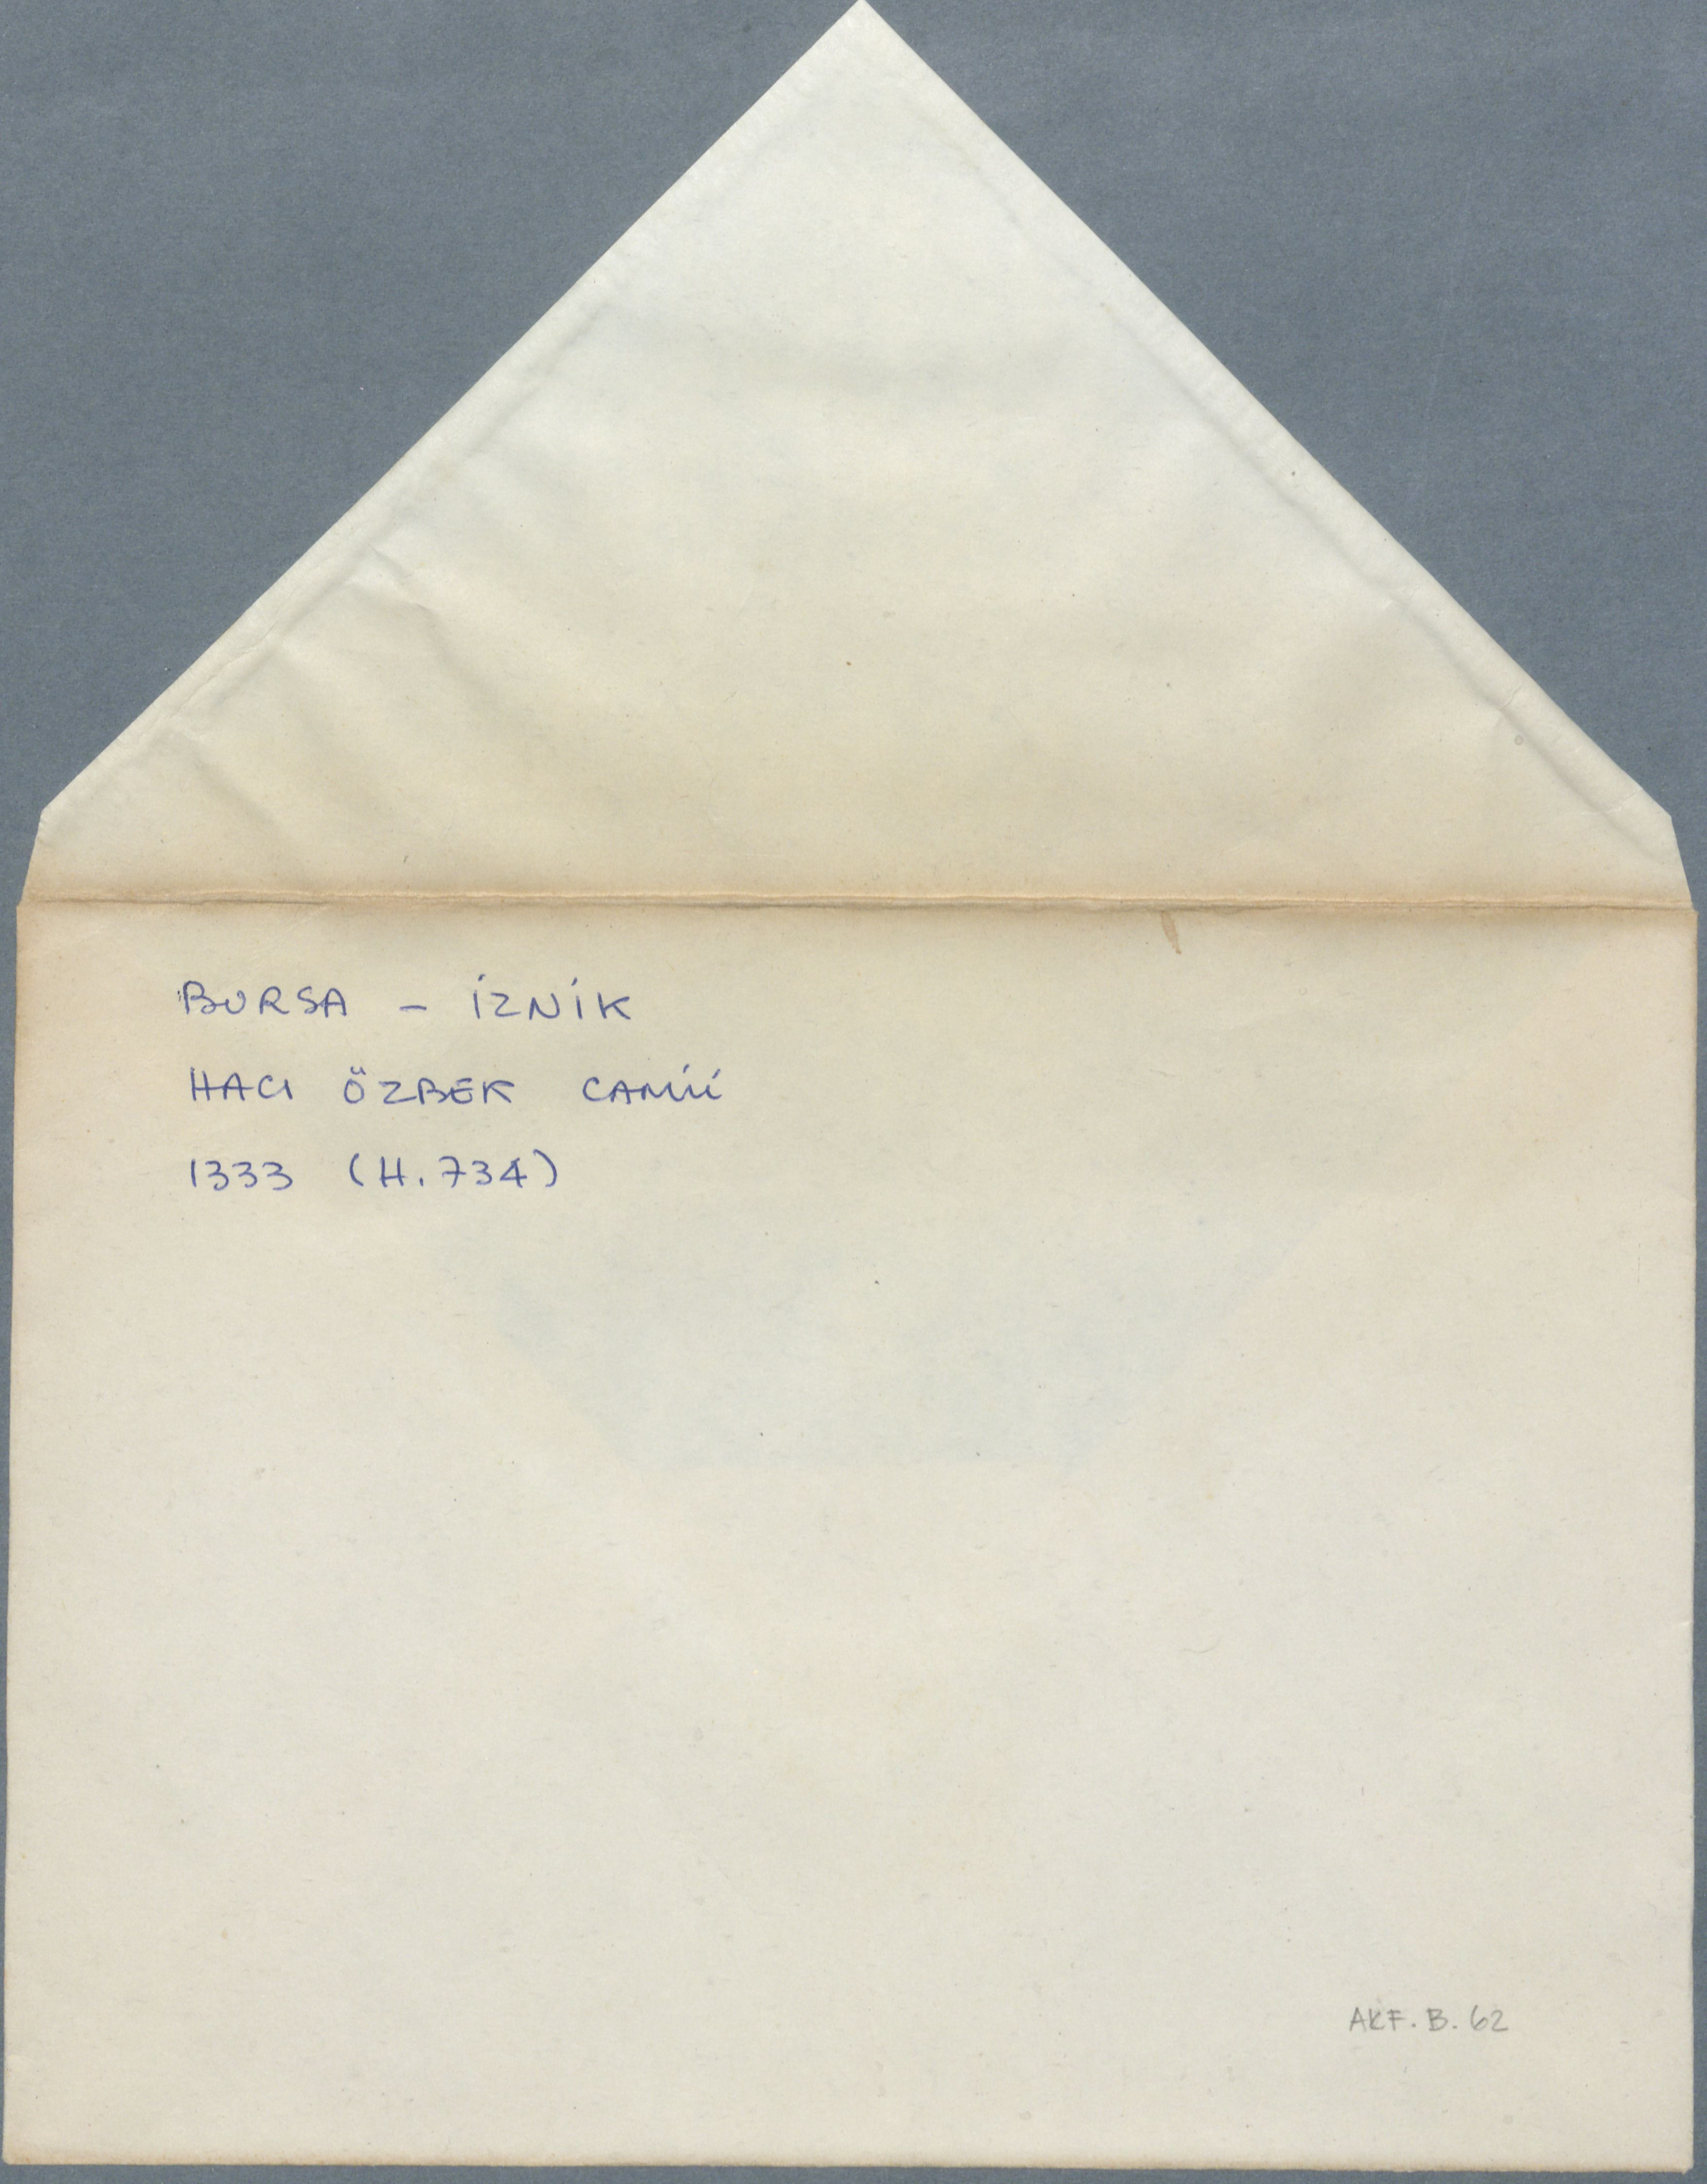 BURSA - İZNİK
HACI ÖZBEK CAMİİ
1333 (H.734)
AKF.B.62